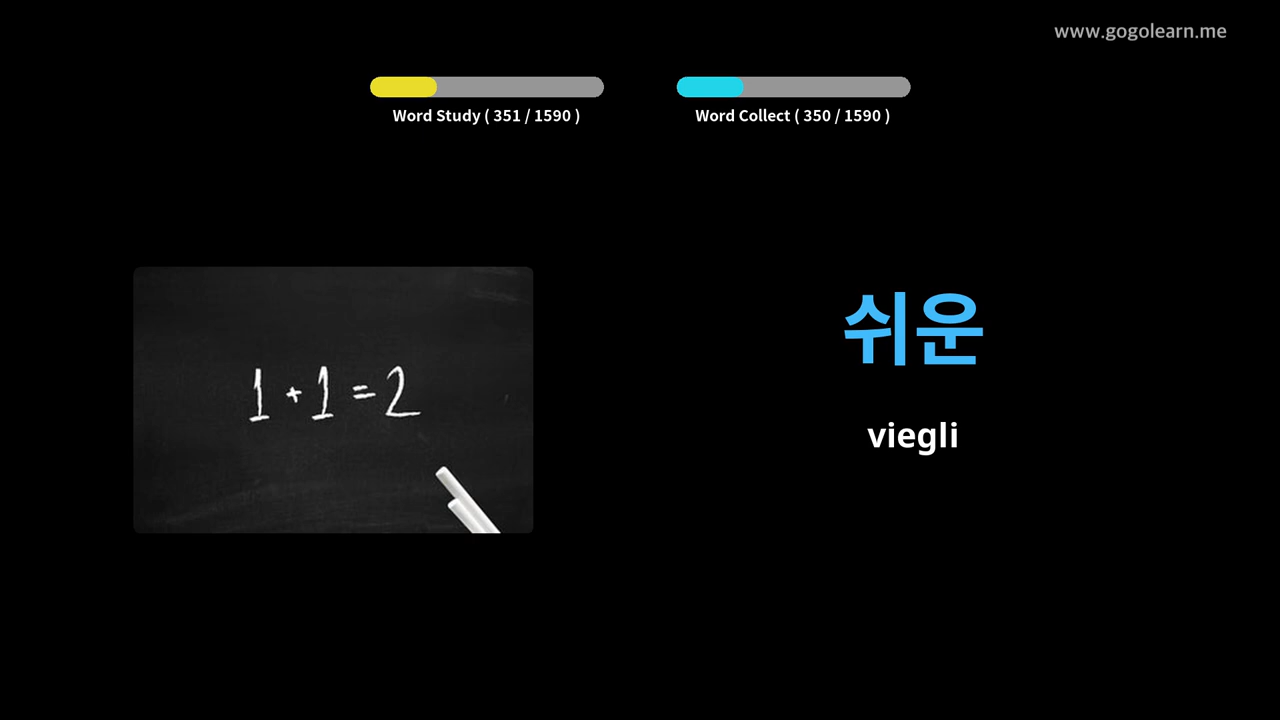 www.gogolearn.me
Word Study ( 351 / 1590 )
Word Collect ( 350 / 1590 )
1 + 1 = 2
쉬운
viegli